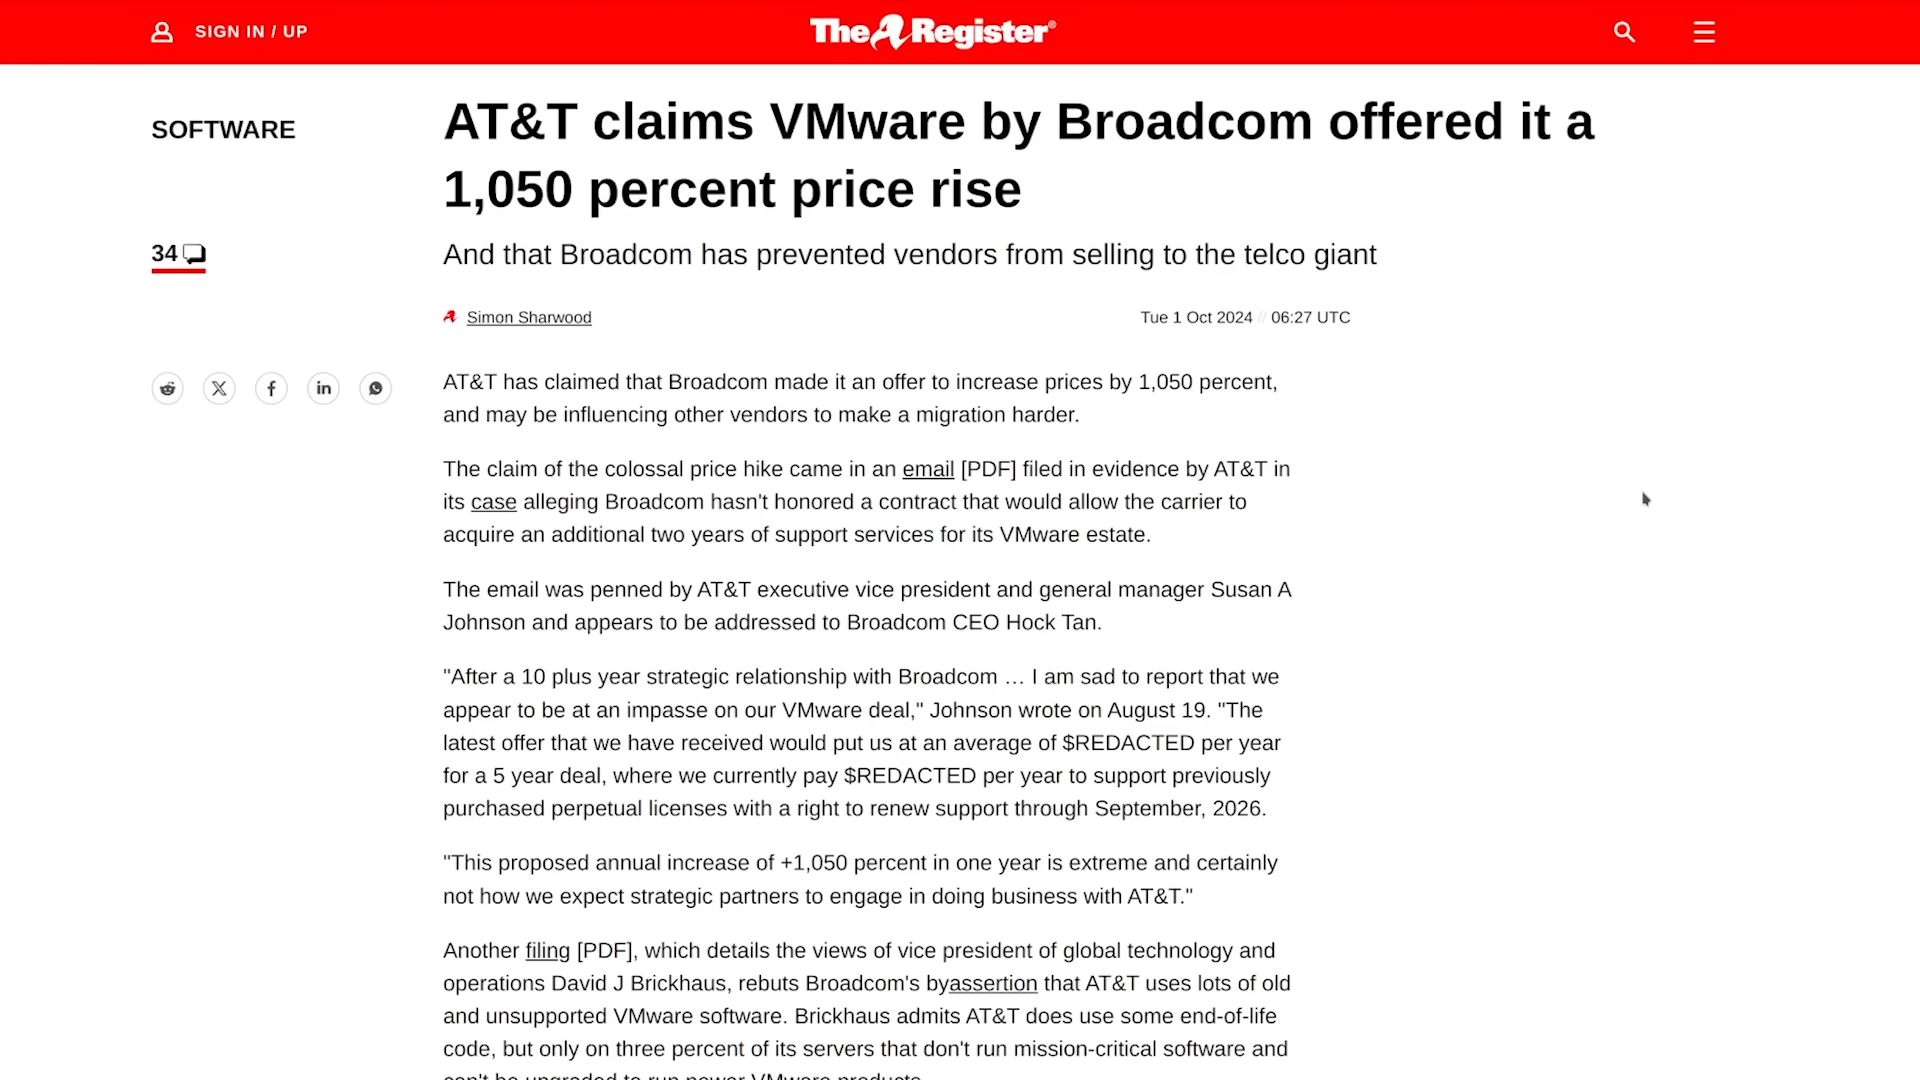 SIGN IN / UP
The Register®
SOFTWARE
AT&T claims VMware by Broadcom offered it a
1,050 percent price rise
34
And that Broadcom has prevented vendors from selling to the telco giant
Simon Sharwood
Tue 1 Oct 2024 // 06:27 UTC
AT&T has claimed that Broadcom made it an offer to increase prices by 1,050 percent,
and may be influencing other vendors to make a migration harder.
The claim of the colossal price hike came in an email [PDF] filed in evidence by AT&T in
its case alleging Broadcom hasn't honored a contract that would allow the carrier to
acquire an additional two years of support services for its VMware estate.
The email was penned by AT&T executive vice president and general manager Susan A
Johnson and appears to be addressed to Broadcom CEO Hock Tan.
"After a 10 plus year strategic relationship with Broadcom … I am sad to report that we
appear to be at an impasse on our VMware deal," Johnson wrote on August 19. "The
latest offer that we have received would put us at an average of $REDACTED per year
for a 5 year deal, where we currently pay $REDACTED per year to support previously
purchased perpetual licenses with a right to renew support through September, 2026.
"This proposed annual increase of +1,050 percent in one year is extreme and certainly
not how we expect strategic partners to engage in doing business with AT&T."
Another filing [PDF], which details the views of vice president of global technology and
operations David J Brickhaus, rebuts Broadcom's byassertion that AT&T uses lots of old
and unsupported VMware software. Brickhaus admits AT&T does use some end-of-life
code, but only on three percent of its servers that don't run mission-critical software and
can't be upgraded to run newer VMware products.